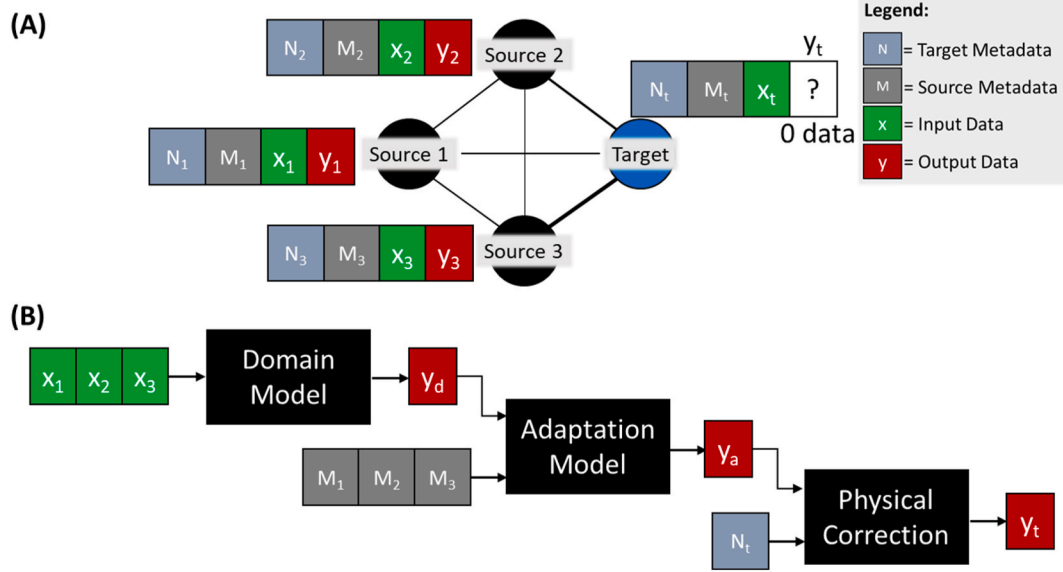 (A)
N₂ M₂ x₂ y₂
Source 2
yₜ
Nₜ Mₜ xₜ ?
0 data
Legend:
N = Target Metadata
M = Source Metadata
x = Input Data
y = Output Data
N₁ M₁ x₁ y₁
Source 1
Target
N₃ M₃ x₃ y₃
Source 3
(B)
x₁ x₂ x₃
Domain
Model
y_d
M₁ M₂ M₃
Adaptation
Model
yₐ
Nₜ
Physical
Correction
yₜ